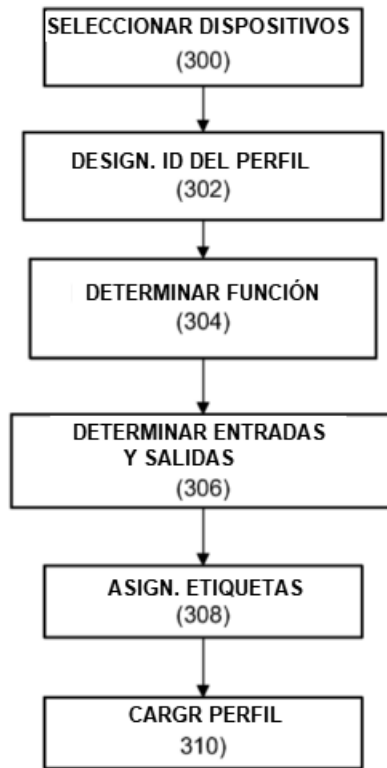 SELECCIONAR DISPOSITIVOS
(300)
DESIGN. ID DEL PERFIL
(302)
DETERMINAR FUNCIÓN
(304)
DETERMINAR ENTRADAS
Y SALIDAS
(306)
ASIGN. ETIQUETAS
(308)
CARGR PERFIL
310)